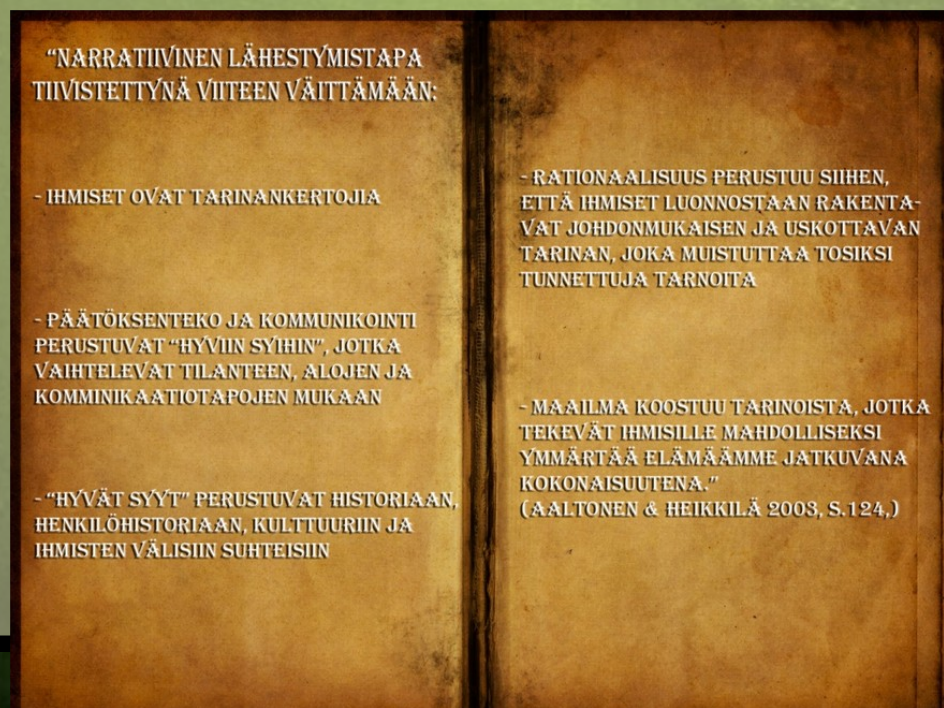 “NARRATIIVINEN LÄHESTYMISTAPA
TIIVISTETTYNÄ VIITEEN VÄITTÄMÄÄN:
- IHMISET OVAT TARINANKERTOJIA
- PÄÄTÖKSENTEKO JA KOMMUNIKOINTI
PERUSTUVAT “HYVIIN SYIHIN”, JOTKA
VAIHTELEVAT TILANTEEN, ALOJEN JA
KOMMINIKAATIOTAPOJEN MUKAAN
- “HYVÄT SYYT” PERUSTUVAT HISTORIAAN,
HENKILÖHISTORIAAN, KULTTUURIIN JA
IHMISTEN VÄLISIIN SUHTEISIIN
- RATIONAALISUUS PERUSTUU SIIHEN,
ETTÄ IHMISET LUONNOSTAAN RAKENTA-
VAT JOHDONMUKAISEN JA USKOTTAVAN
TARINAN, JOKA MUISTUTTAA TOSIKSI
TUNNETTUJA TARNOITA
- MAAILMA KOOSTUU TARINOISTA, JOTKA
TEKEVÄT IHMISILLE MAHDOLLISEKSI
YMMÄRTÄÄ ELÄMÄÄMME JATKUVANA
KOKONAISUUTENA.”
(AALTONEN & HEIKKILÄ 2003, S.124,)